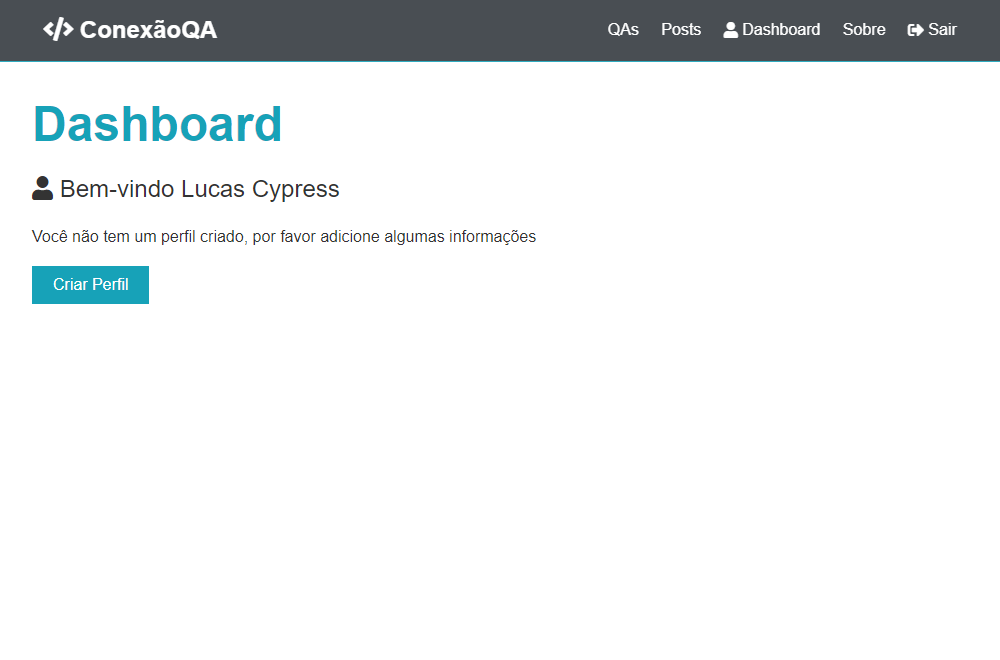 ConexãoQA
QAs Posts Dashboard Sobre Sair
Dashboard
Bem-vindo Lucas Cypress
Você não tem um perfil criado, por favor adicione algumas informações
Criar Perfil